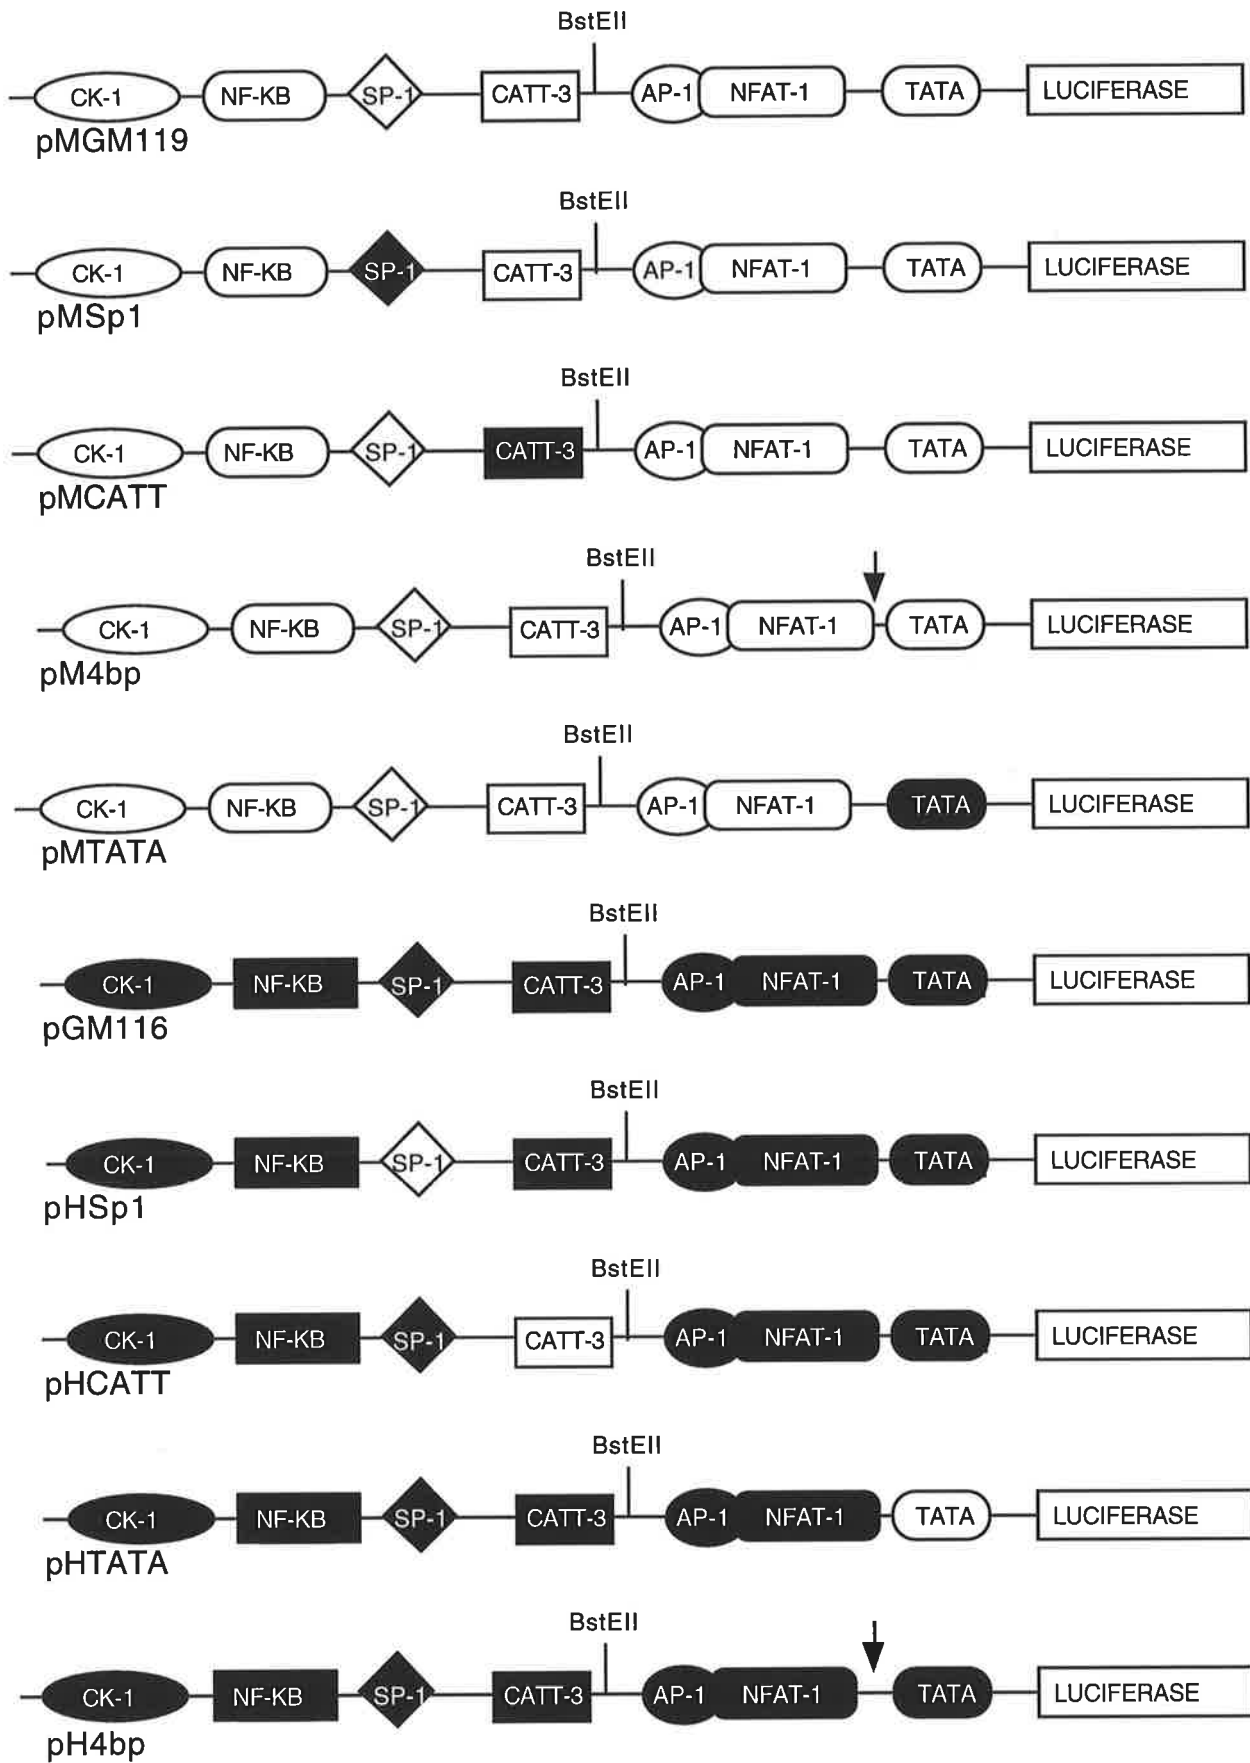 BstEII
CK-1 NF-KB SP-1 CATT-3 AP-1 NFAT-1 TATA LUCIFERASE
pMGM119
BstEII
CK-1 NF-KB SP-1 CATT-3 AP-1 NFAT-1 TATA LUCIFERASE
pMSp1
BstEII
CK-1 NF-KB SP-1 CATT-3 AP-1 NFAT-1 TATA LUCIFERASE
pMCATT
BstEII
CK-1 NF-KB SP-1 CATT-3 AP-1 NFAT-1 TATA LUCIFERASE
pM4bp
BstEII
CK-1 NF-KB SP-1 CATT-3 AP-1 NFAT-1 TATA LUCIFERASE
pMTATA
BstEII
CK-1 NF-KB SP-1 CATT-3 AP-1 NFAT-1 TATA LUCIFERASE
pGM116
BstEII
CK-1 NF-KB SP-1 CATT-3 AP-1 NFAT-1 TATA LUCIFERASE
pHSp1
BstEII
CK-1 NF-KB SP-1 CATT-3 AP-1 NFAT-1 TATA LUCIFERASE
pHCATT
BstEII
CK-1 NF-KB SP-1 CATT-3 AP-1 NFAT-1 TATA LUCIFERASE
pHTATA
BstEII
CK-1 NF-KB SP-1 CATT-3 AP-1 NFAT-1 TATA LUCIFERASE
pH4bp